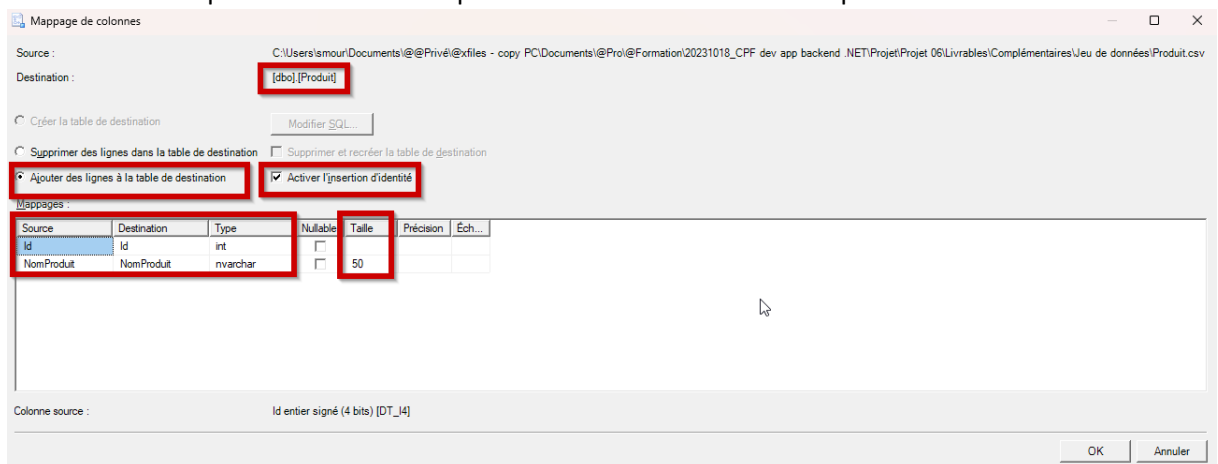 Mappage de colonnes
Source : C:\Users\smour\Documents\@@Privé\@xfiles - copy PC\Documents\@Pro\@Formation\20231018_CPF dev app backend .NET\Projet\Projet 06\Livrables\Complémentaires\Jeu de données\Produit.csv
Destination : [dbo].[Produit]
Créer la table de destination Modifier SQL...
Supprimer des lignes dans la table de destination Supprimer et recréer la table de destination
Ajouter des lignes à la table de destination Activer l'insertion d'identité
Mappages :
Source Destination Type Nullable Taille Précision Éch...
Id Id int
NomProduit NomProduit nvarchar 50
Colonne source : Id entier signé (4 bits) [DT_I4]
OK Annuler